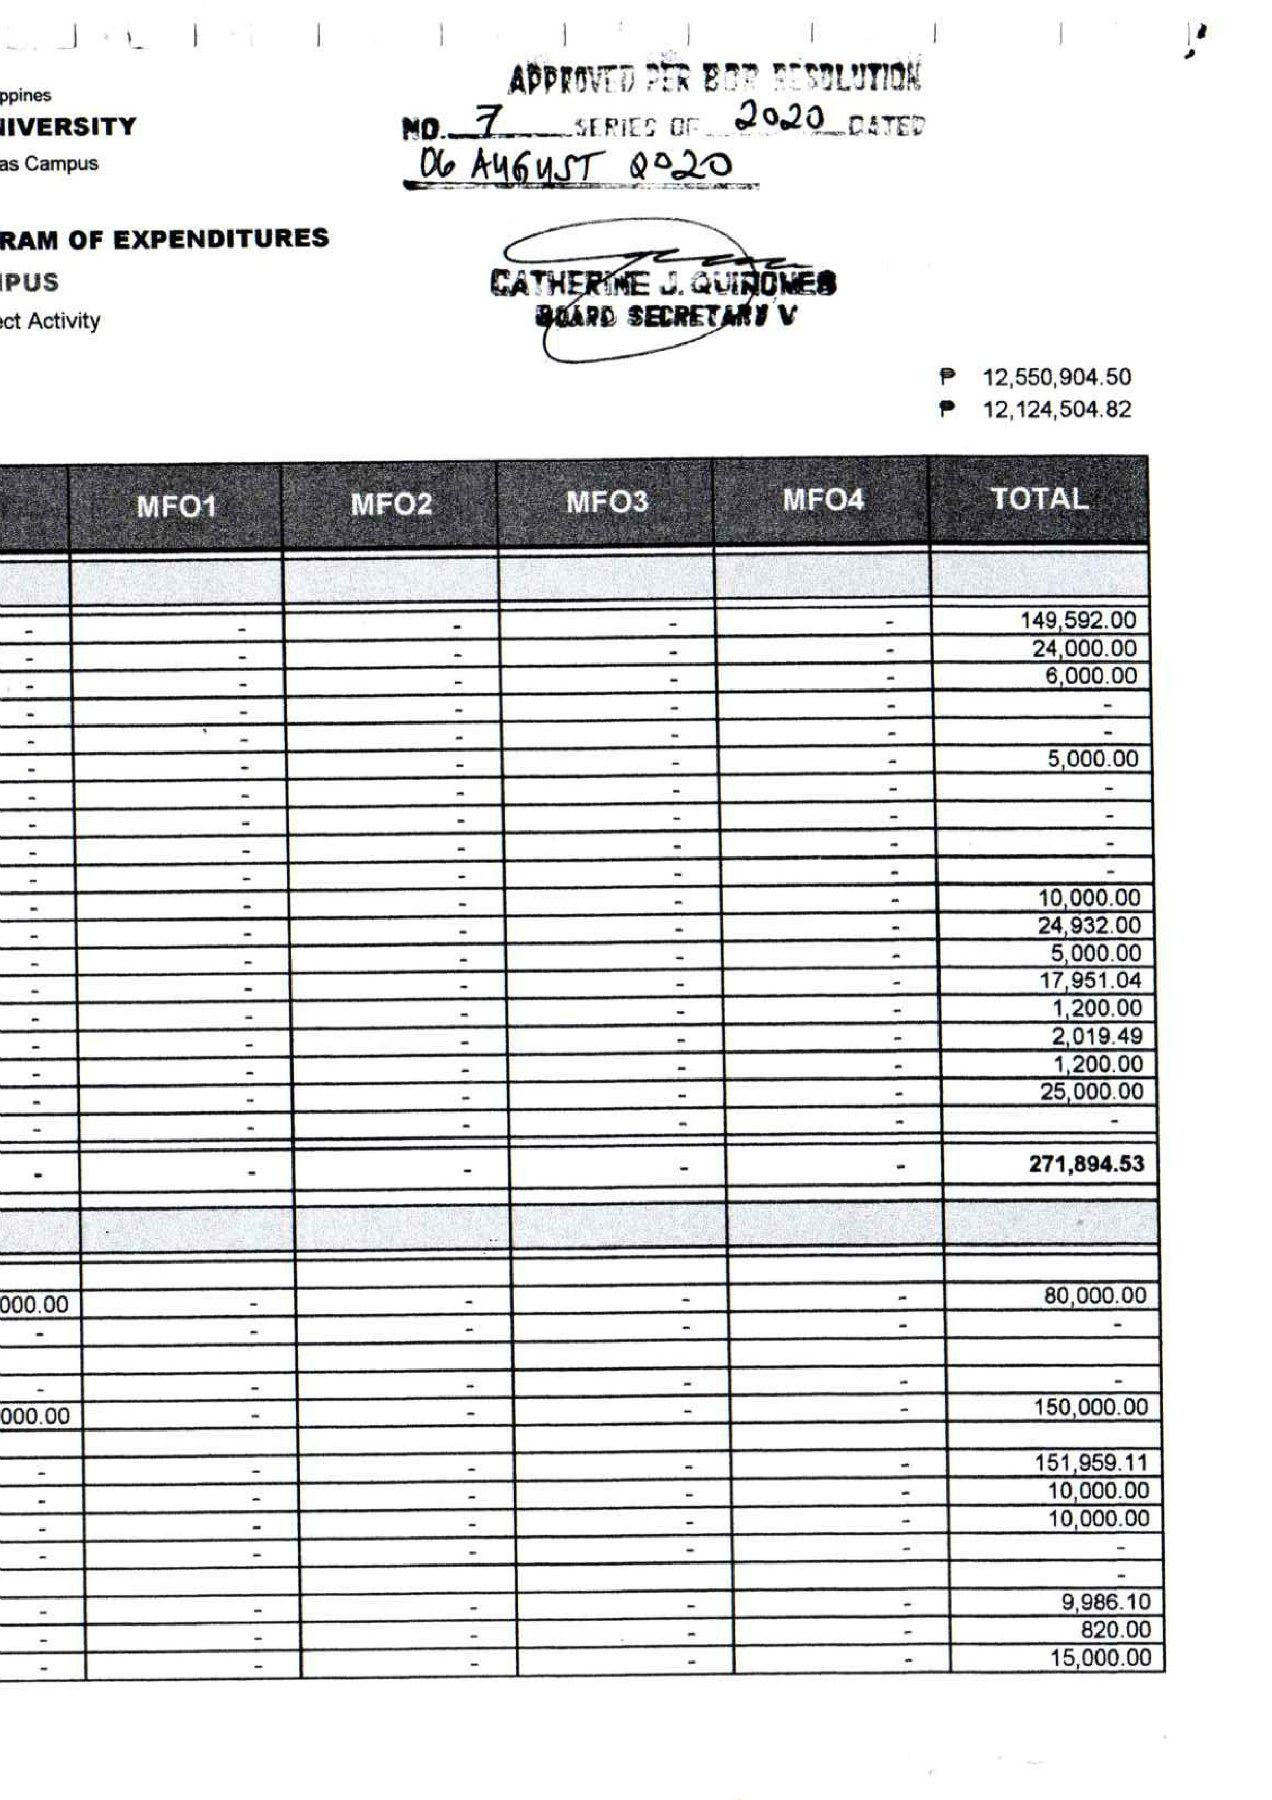 APPROVED PER BOR RESOLUTION
ppines
NIVERSITY
NO. 7 SERIES OF 2020 DATED
as Campus
06 AUGUST 2020
RAM OF EXPENDITURES
IPUS
CATHERINE J. QUINONES
ect Activity
BOARD SECRETARY V
₱ 12,550,904.50
₱ 12,124,504.82
MFO1 MFO2 MFO3 MFO4 TOTAL
- - - - - 149,592.00
- - - - - 24,000.00
- - - - - 6,000.00
- - - - - -
- - - - - -
- - - - - 5,000.00
- - - - - -
- - - - - -
- - - - - -
- - - - - -
- - - - - 10,000.00
- - - - - 24,932.00
- - - - - 5,000.00
- - - - - 17,951.04
- - - - - 1,200.00
- - - - - 2,019.49
- - - - - 1,200.00
- - - - - 25,000.00
- - - - - -
- - - - - 271,894.53
000.00 - - - - 80,000.00
- - - - - -
- - - - - -
000.00 - - - - 150,000.00
- - - - - 151,959.11
- - - - - 10,000.00
- - - - - 10,000.00
- - - - - -
-
- - - - - 9,986.10
- - - - - 820.00
- - - - - 15,000.00